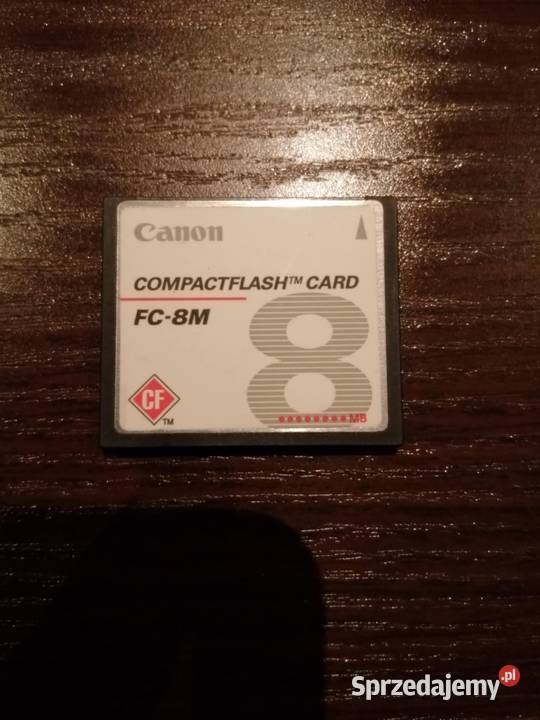 Canon
COMPACTFLASH™ CARD
FC-8M
8
MB
CF
TM
Sprzedajemy.pl